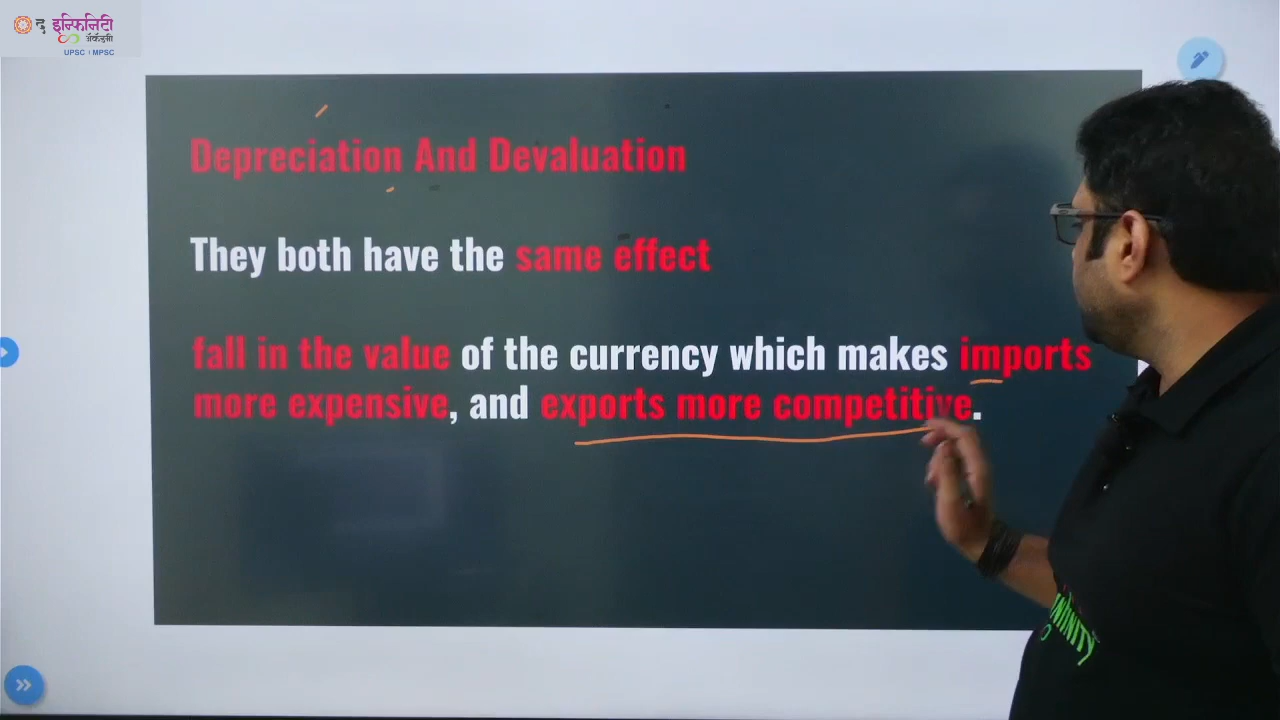 द इन्फिनिटी
अ‍ॅकॅडमी
UPSC । MPSC
Depreciation And Devaluation
They both have the same effect
fall in the value of the currency which makes imports
more expensive, and exports more competitive.